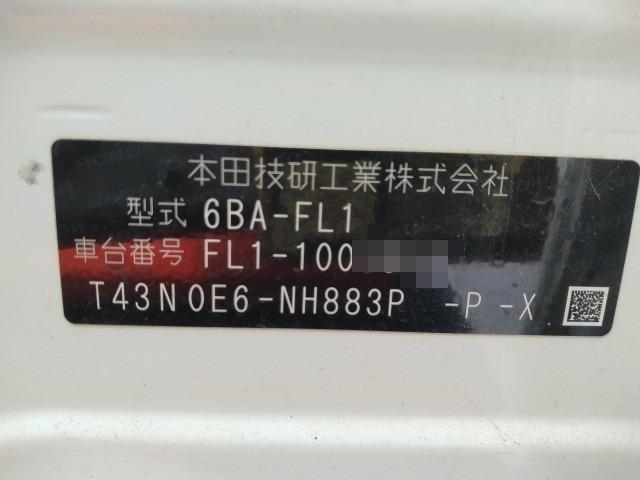 本田技研工業株式会社
型式 6BA-FL1
車台番号 FL1-100
T43N0E6-NH883P -P -X